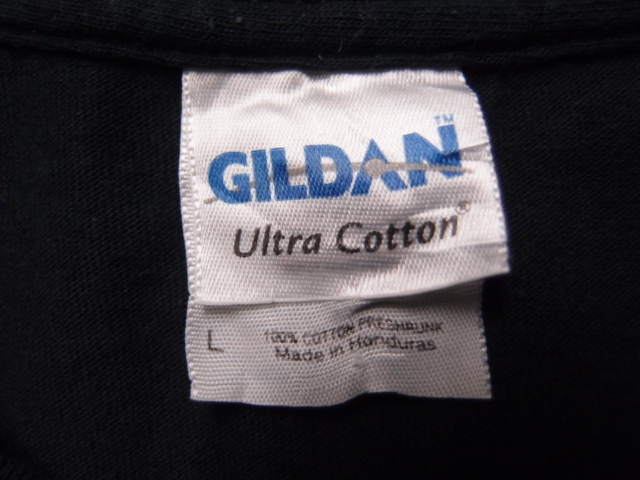 GILDAN™
Ultra Cotton®
L
100% COTTON PRESHRUNK
Made in Honduras